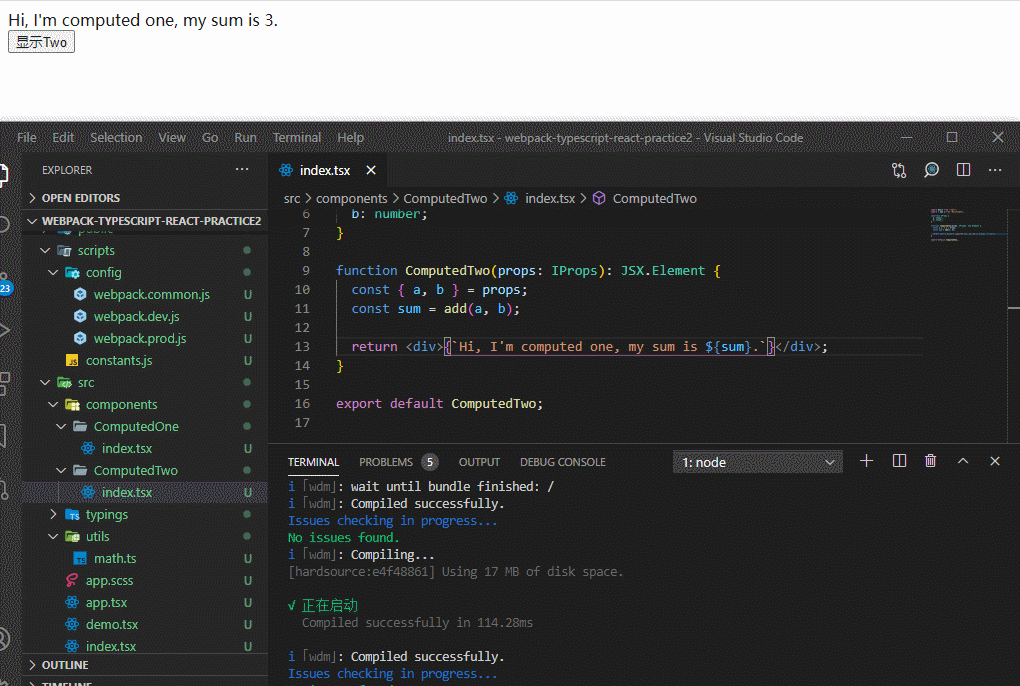 Hi, I'm computed one, my sum is 3.
显示Two
File Edit Selection View Go Run Terminal Help index.tsx - webpack-typescript-react-practice2 - Visual Studio Code
EXPLORER
OPEN EDITORS
WEBPACK-TYPESCRIPT-REACT-PRACTICE2
scripts
config
webpack.common.js U
webpack.dev.js U
webpack.prod.js U
constants.js U
src
components
ComputedOne
index.tsx U
ComputedTwo
index.tsx U
typings
utils
math.ts U
app.scss U
app.tsx U
demo.tsx U
index.tsx U
OUTLINE
TIMELINE
23
index.tsx
src > components > ComputedTwo > index.tsx > ComputedTwo
6 b: number;
7 }
8
9 function ComputedTwo(props: IProps): JSX.Element {
10 const { a, b } = props;
11 const sum = add(a, b);
12
13 return <div>{`Hi, I'm computed one, my sum is ${sum}.`}</div>;
14 }
15
16 export default ComputedTwo;
17
TERMINAL PROBLEMS 5 OUTPUT DEBUG CONSOLE 1: node
i ｢wdm｣: wait until bundle finished: /
i ｢wdm｣: Compiled successfully.
Issues checking in progress...
No issues found.
i ｢wdm｣: Compiling...
[hardsource:e4f48861] Using 17 MB of disk space.
√ 正在启动
Compiled successfully in 114.28ms
i ｢wdm｣: Compiled successfully.
Issues checking in progress...